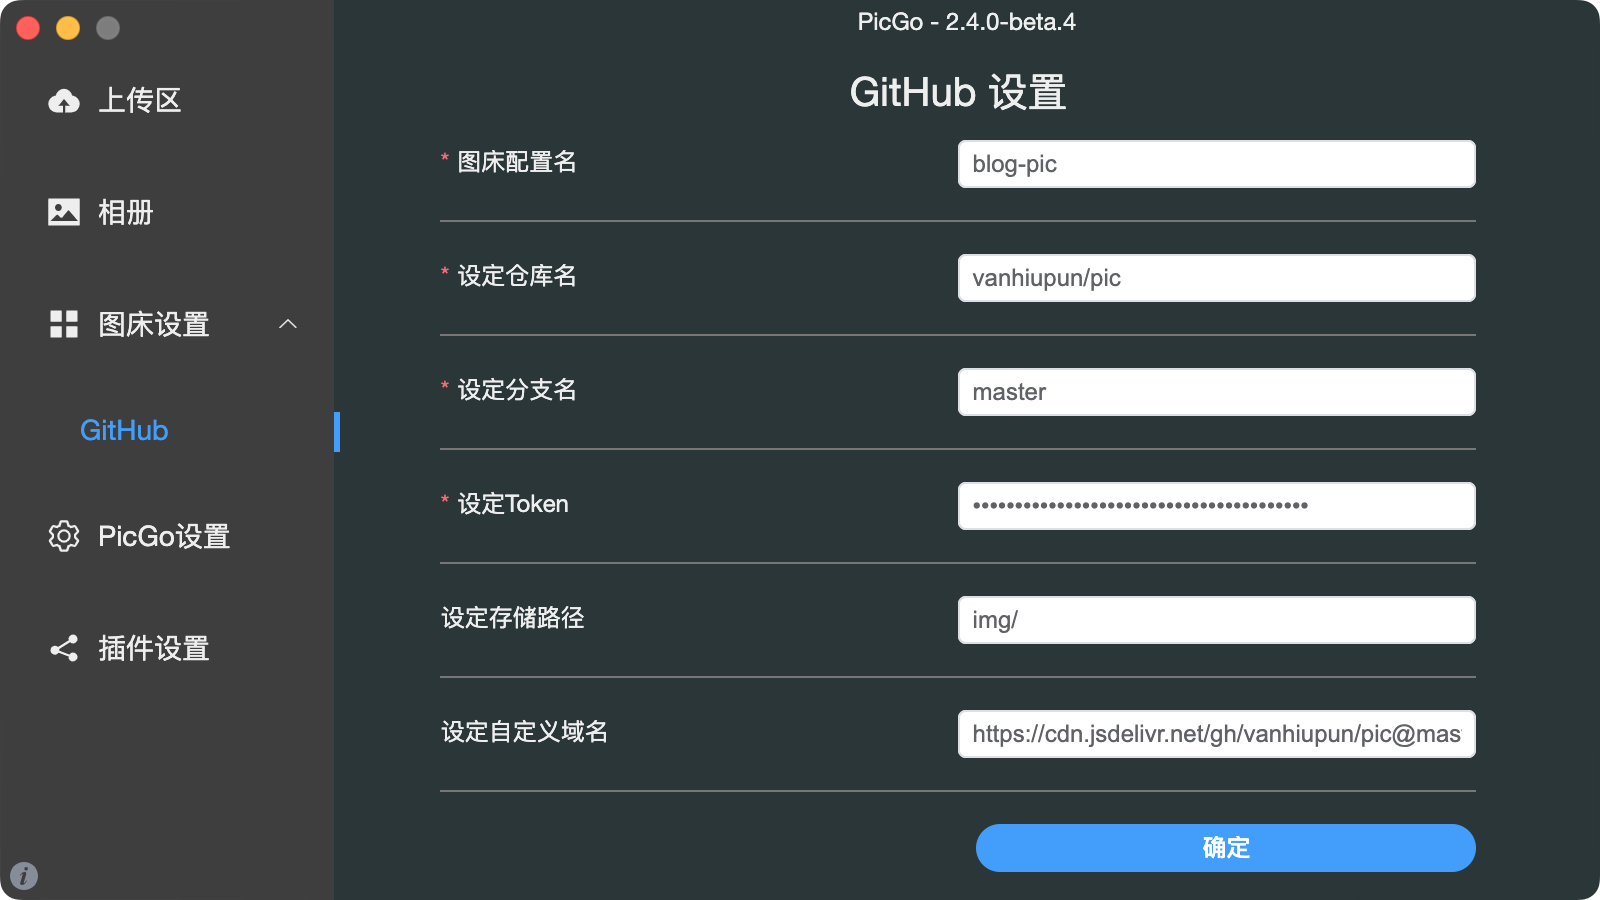 PicGo - 2.4.0-beta.4
上传区
相册
图床设置
GitHub
PicGo设置
插件设置
GitHub 设置
* 图床配置名
blog-pic
* 设定仓库名
vanhiupun/pic
* 设定分支名
master
* 设定Token
••••••••••••••••••••••••••••••••••••••••
设定存储路径
img/
设定自定义域名
https://cdn.jsdelivr.net/gh/vanhiupun/pic@mas
确定